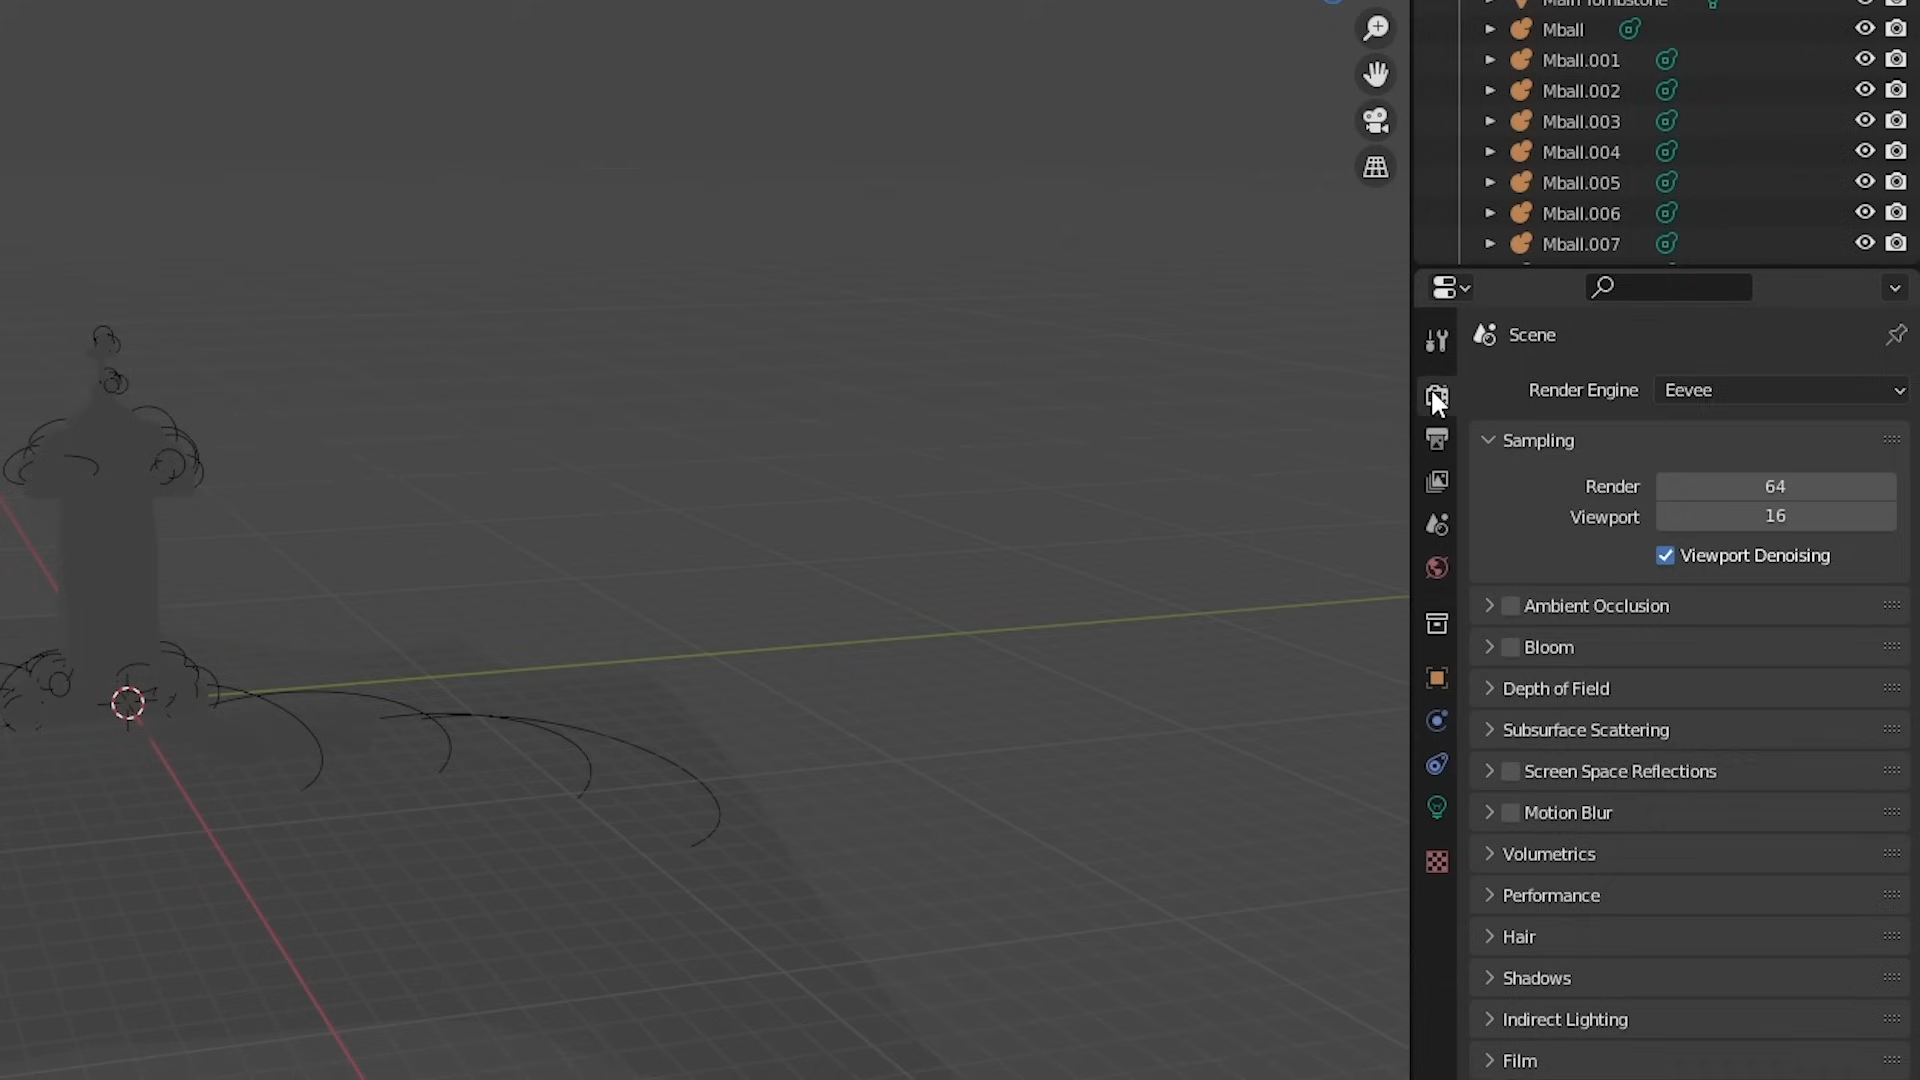 Main Tombstone
Mball
Mball.001
Mball.002
Mball.003
Mball.004
Mball.005
Mball.006
Mball.007
Scene
Render Engine Eevee
Sampling
Render 64
Viewport 16
Viewport Denoising
Ambient Occlusion
Bloom
Depth of Field
Subsurface Scattering
Screen Space Reflections
Motion Blur
Volumetrics
Performance
Hair
Shadows
Indirect Lighting
Film